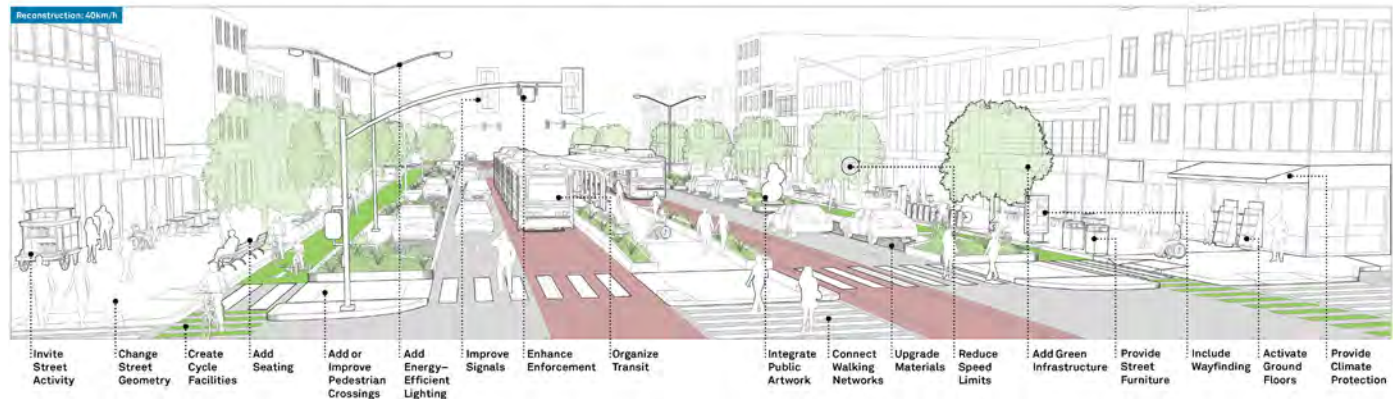 Reconstruction: 40km/h
Invite
Street
Activity
Change
Street
Geometry
Create
Cycle
Facilities
Add
Seating
Add or
Improve
Pedestrian
Crossings
Add
Energy–
Efficient
Lighting
Improve
Signals
Enhance
Enforcement
Organize
Transit
Integrate
Public
Artwork
Connect
Walking
Networks
Upgrade
Materials
Reduce
Speed
Limits
Add Green
Infrastructure
Provide
Street
Furniture
Include
Wayfinding
Activate
Ground
Floors
Provide
Climate
Protection